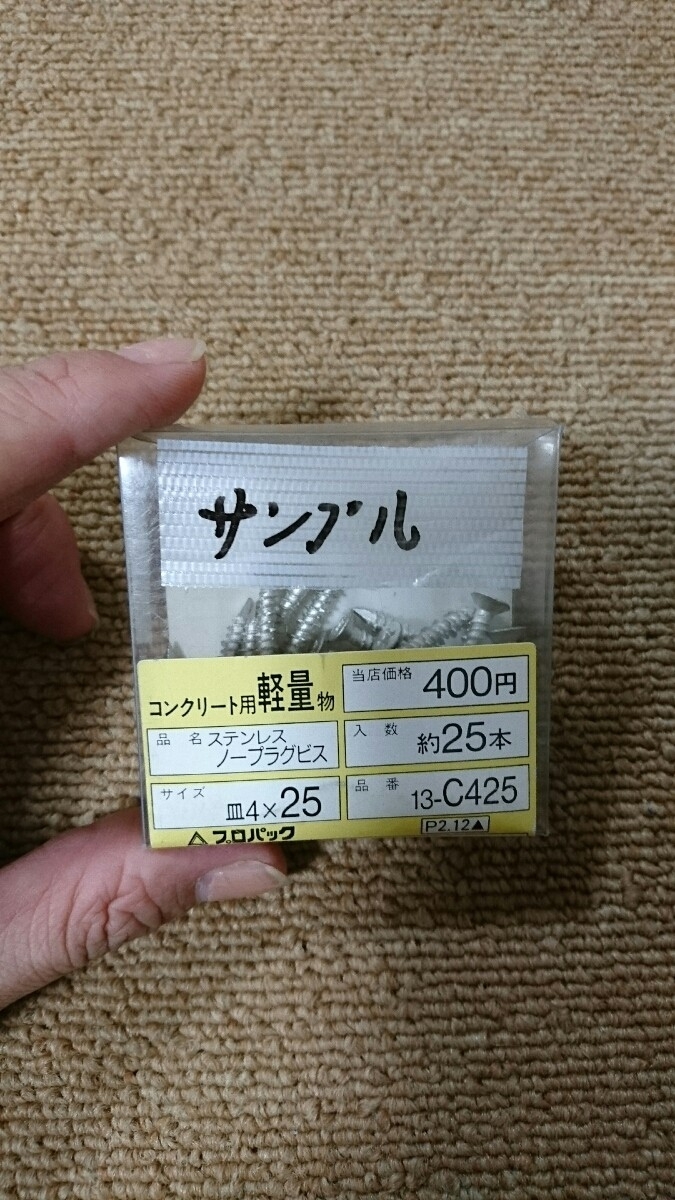 サンプル
コンクリート用軽量物
当店価格 400円
品名 ステンレス
ノープラグビス
入数 約25本
サイズ 皿4×25
品番 13-C425
プロパック
P2.12▲